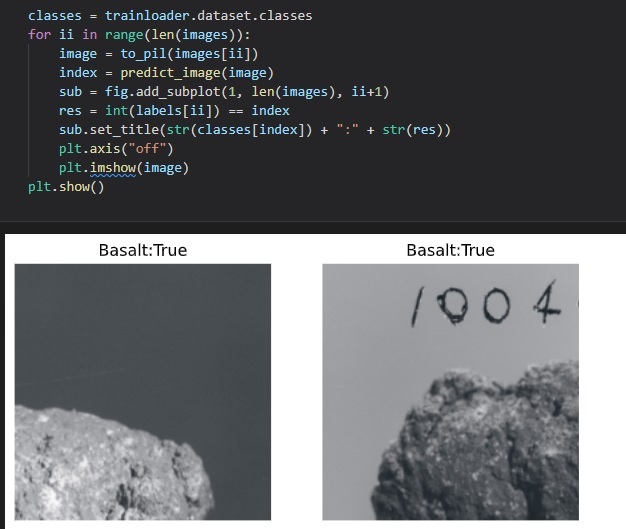 classes = trainloader.dataset.classes
for ii in range(len(images)):
    image = to_pil(images[ii])
    index = predict_image(image)
    sub = fig.add_subplot(1, len(images), ii+1)
    res = int(labels[ii]) == index
    sub.set_title(str(classes[index]) + ":" + str(res))
    plt.axis("off")
    plt.imshow(image)
plt.show()
Basalt:True Basalt:True
1004